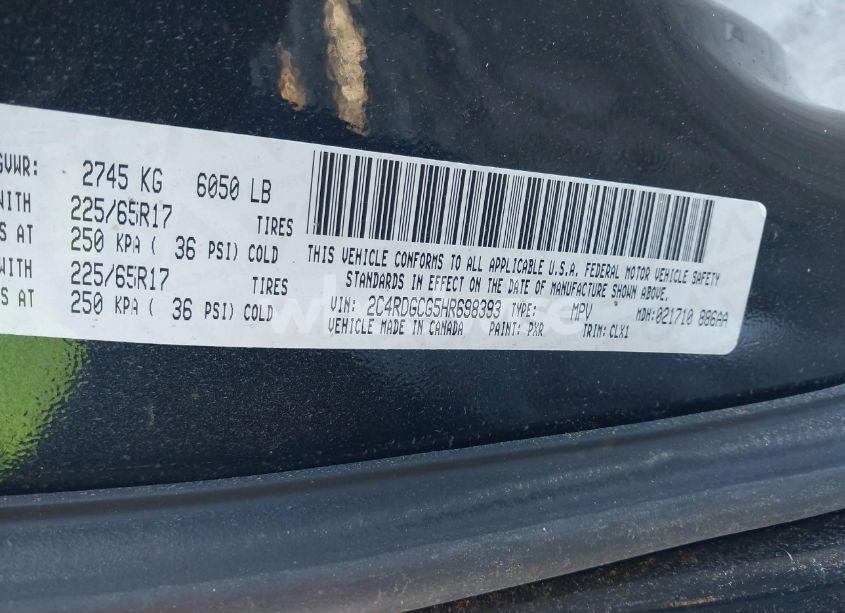 GVWR: 2745 KG 6050 LB
WITH 225/65R17 TIRES
S AT 250 KPA ( 36 PSI) COLD
WITH 225/65R17 TIRES
S AT 250 KPA ( 36 PSI) COLD
THIS VEHICLE CONFORMS TO ALL APPLICABLE U.S.A. FEDERAL MOTOR VEHICLE SAFETY
STANDARDS IN EFFECT ON THE DATE OF MANUFACTURE SHOWN ABOVE.
VIN: 2C4RDGCG5HR698393 TYPE: MPV MDH:021710 886AA
VEHICLE MADE IN CANADA PAINT: PXR TRIM: CLX1